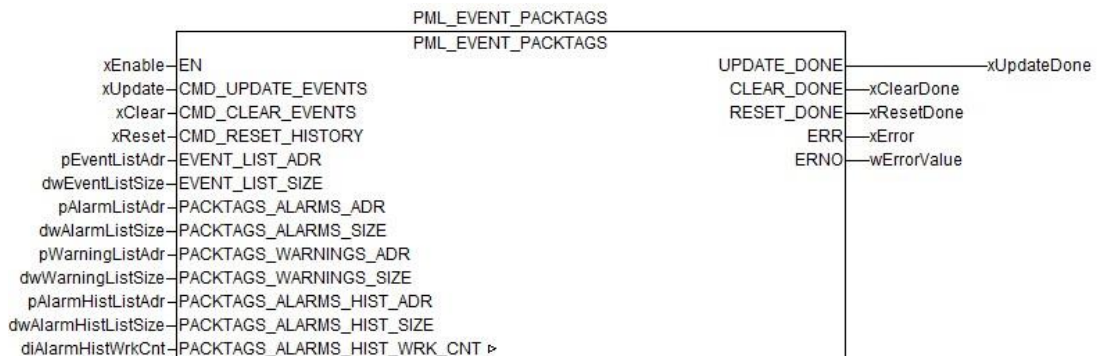 PML_EVENT_PACKTAGS
PML_EVENT_PACKTAGS
xEnable EN UPDATE_DONE xUpdateDone
xUpdate CMD_UPDATE_EVENTS CLEAR_DONE xClearDone
xClear CMD_CLEAR_EVENTS RESET_DONE xResetDone
xReset CMD_RESET_HISTORY ERR xError
pEventListAdr EVENT_LIST_ADR ERNO wErrorValue
dwEventListSize EVENT_LIST_SIZE
pAlarmListAdr PACKTAGS_ALARMS_ADR
dwAlarmListSize PACKTAGS_ALARMS_SIZE
pWarningListAdr PACKTAGS_WARNINGS_ADR
dwWarningListSize PACKTAGS_WARNINGS_SIZE
pAlarmHistListAdr PACKTAGS_ALARMS_HIST_ADR
dwAlarmHistListSize PACKTAGS_ALARMS_HIST_SIZE
diAlarmHistWrkCnt PACKTAGS_ALARMS_HIST_WRK_CNT ▹